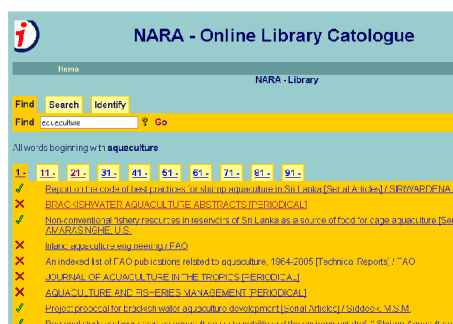 i
NARA - Online Library Catologue
Home
NARA - Library
Find Search Identify
Find aquaculture ? Go
All words beginning with aquaculture
1 - 11 - 21 - 31 - 41 - 51 - 61 - 71 - 81 - 91 -
Report on the code of best practices for shrimp aquaculture in Sri Lanka [Serial Articles] / SIRIWARDENA,
BRACKISHWATER AQUACULTURE ABSTRACTS [PERIODICAL]
Non-conventional fishery resources in reservoirs of Sri Lanka as a source of food for cage aquaculture [Ser
AMARASINGHE, U.S.
Inland aquaculture engineering / FAO
An indexed list of FAO publications related to aquaculture, 1964-2005 [Technical Reports] / FAO
JOURNAL OF AQUACULTURE IN THE TROPICS [PERIODICAL]
AQUACULTURE AND FISHERIES MANAGEMENT [PERIODICAL]
Project proposal for brackish water aquaculture development [Serial Articles] / Siddeek, M.S.M.